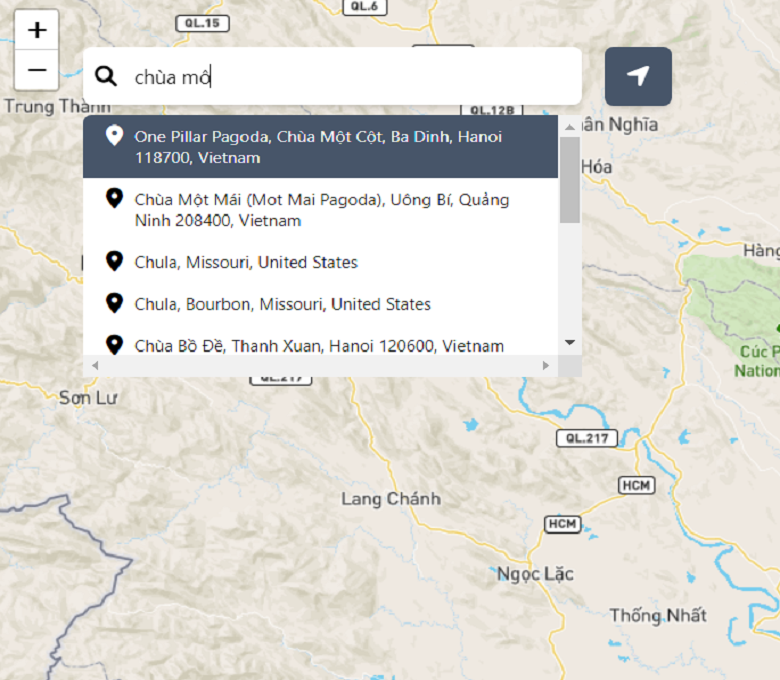 QL.6
QL.15
+
−
chùa mô
Trung Thành
QL.12B
ân Nghĩa
One Pillar Pagoda, Chùa Một Cột, Ba Dinh, Hanoi
118700, Vietnam
Hóa
Chùa Một Mái (Mot Mai Pagoda), Uông Bí, Quảng
Ninh 208400, Vietnam
Hàng
Chula, Missouri, United States
Chula, Bourbon, Missouri, United States
Chùa Bồ Đề, Thanh Xuan, Hanoi 120600, Vietnam
Cúc P
Nation
QL.217
Sơn Lư
QL.217
HCM
Lang Chánh
HCM
Ngọc Lặc
Thống Nhất